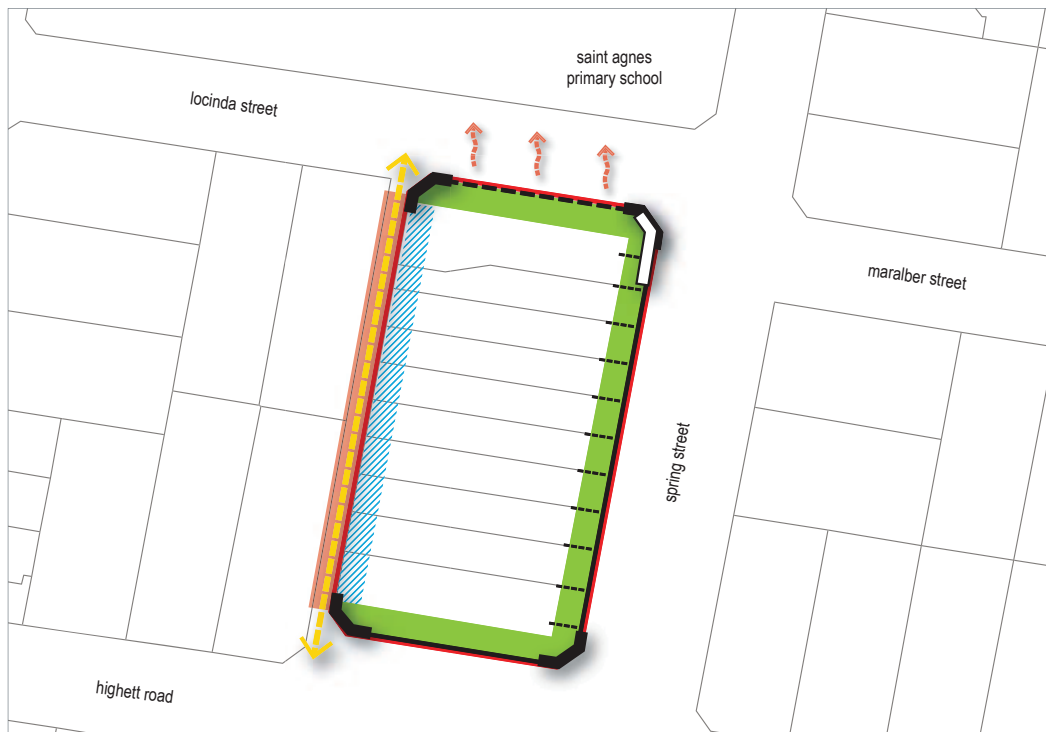 saint agnes
primary school
locinda street
maralber street
spring street
highett road